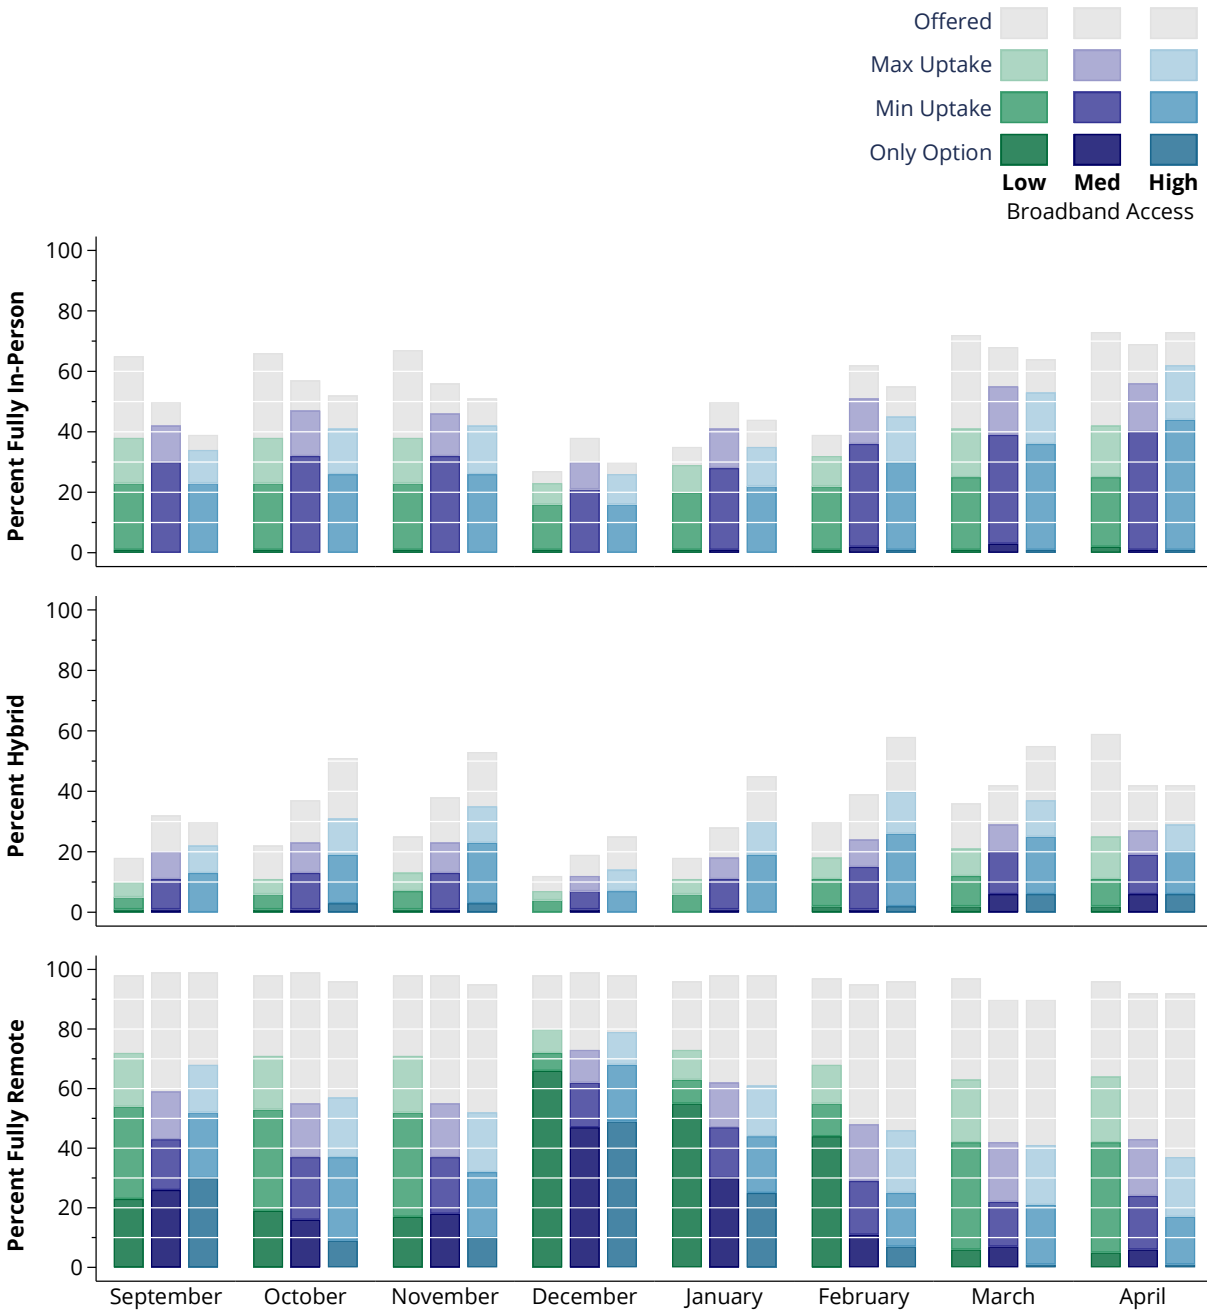 Offered
Max Uptake
Min Uptake
Only Option
Low Med High
Broadband Access
Percent Fully In-Person
100
80
60
40
20
0
Percent Hybrid
100
80
60
40
20
0
Percent Fully Remote
100
80
60
40
20
0
September October November December January February March April